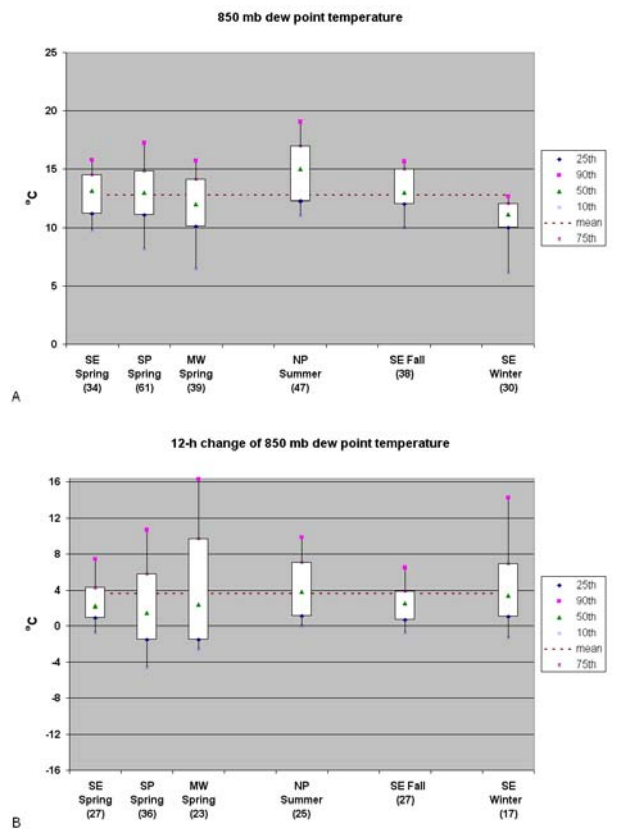 850 mb dew point temperature
25
20
15
10
5
0
°C
25th
90th
50th
10th
mean
75th
SE SP MW NP SE Fall SE
Spring Spring Spring Summer (38) Winter
(34) (61) (39) (47) (30)
A
12-h change of 850 mb dew point temperature
16
12
8
4
0
-4
-8
-12
-16
°C
25th
90th
50th
10th
mean
75th
SE SP MW NP SE Fall SE
Spring Spring Spring Summer (27) Winter
(27) (36) (23) (25) (17)
B